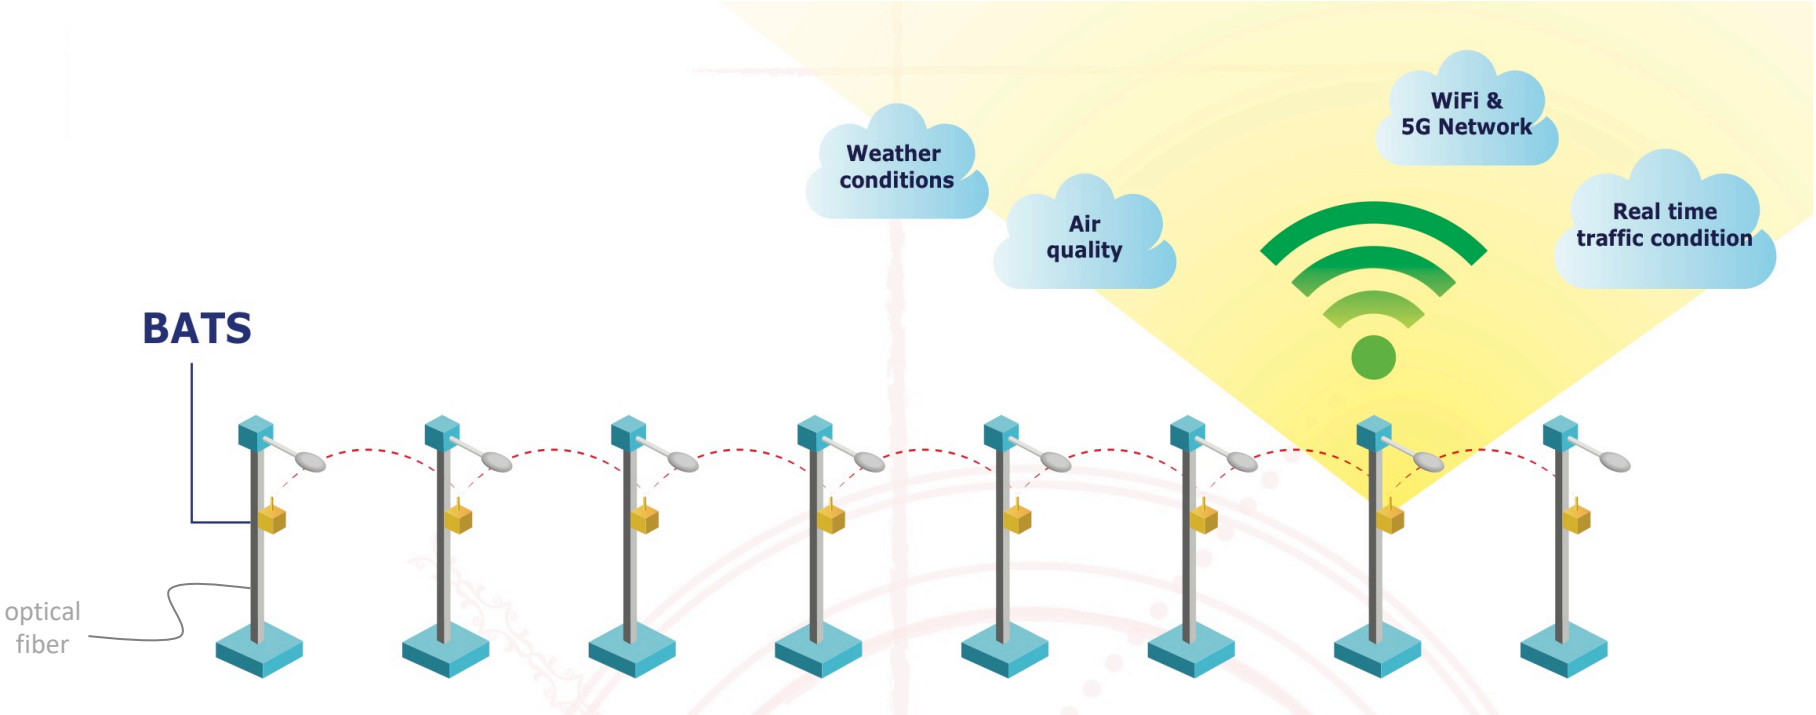 WiFi &
5G Network
Weather
conditions
Real time
traffic condition
Air
quality
BATS
optical
fiber